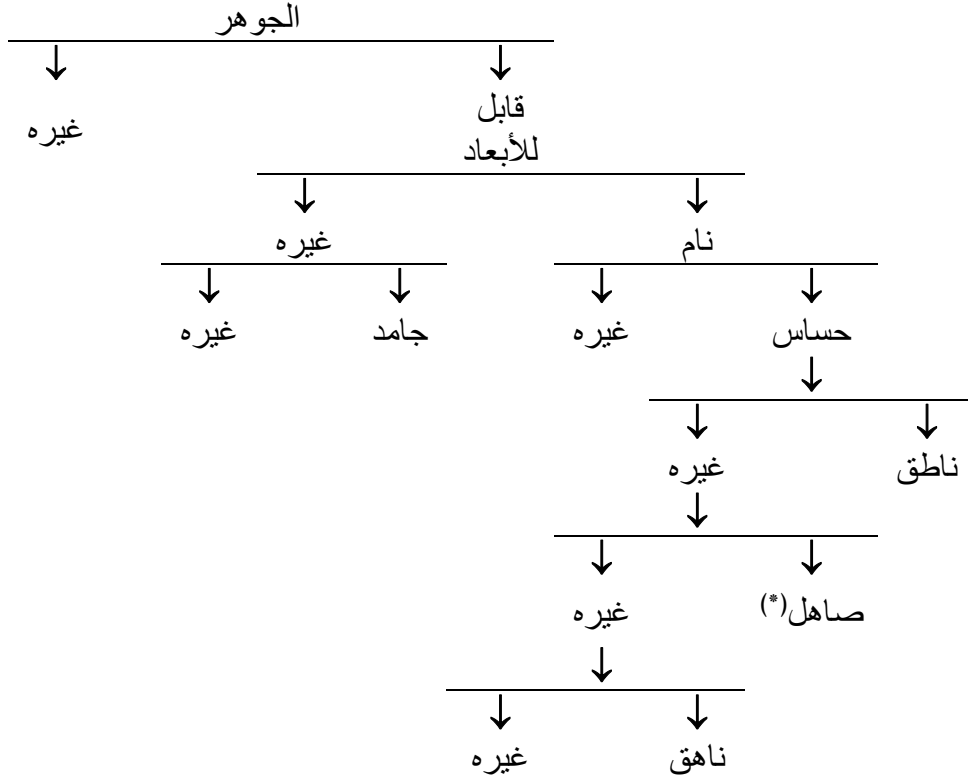 الجوهر
قابل
للأبعاد
غيره
نام
غيره
حساس
غيره
جامد
غيره
ناطق
غيره
صاهل(*)
غيره
ناهق
غيره